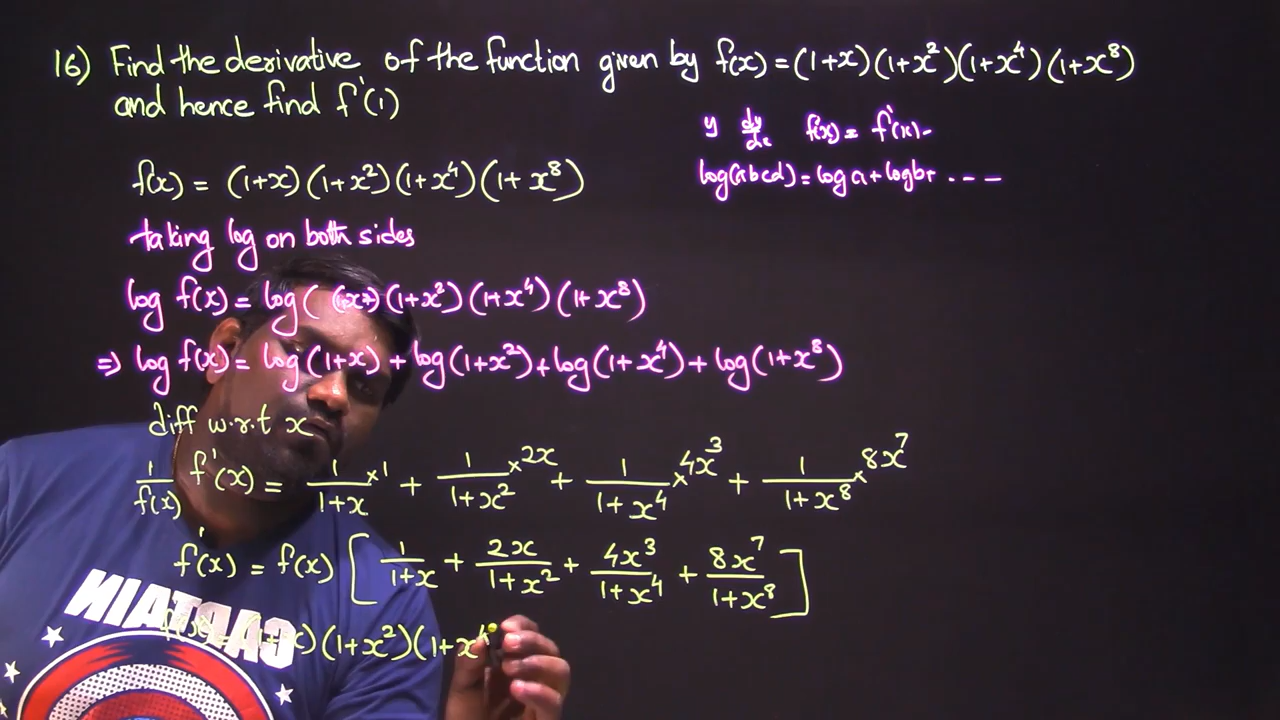 16) Find the derivative of the function given by f(x) = (1+x)(1+x²)(1+x⁴)(1+x⁸)
and hence find f'(1)
y dy/dx f(x) = f'(x)-
f(x) = (1+x)(1+x²)(1+x⁴)(1+x⁸)
log(abcd) = log a + log b + - - -
taking log on both sides
log f(x) = log( (1x+)(1+x²)(1+x⁴)(1+x⁸)
⇒ log f(x) = log(1+x) + log(1+x²) + log(1+x⁴) + log(1+x⁸)
diff w.r.t x
1/f(x) f'(x) = 1/1+x × 1 + 1/1+x² × 2x + 1/1+x⁴ × 4x³ + 1/1+x⁸ × 8x⁷
f'(x) = f(x) [ 1/1+x + 2x/1+x² + 4x³/1+x⁴ + 8x⁷/1+x⁸ ]
f'(x) = (1+x)(1+x²)(1+x⁴
CAPTAIN